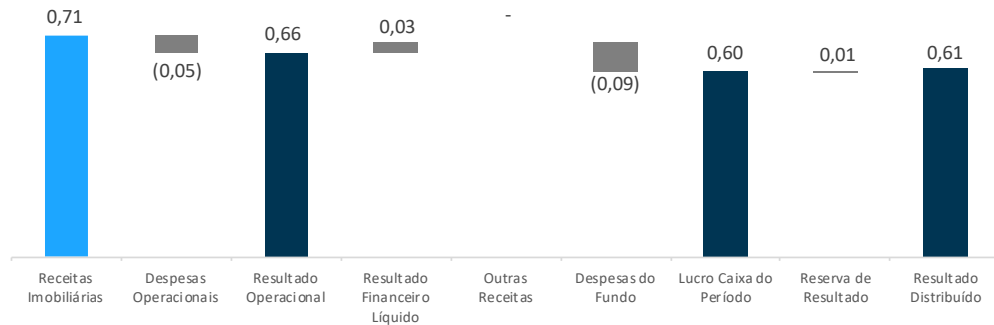 0,71
(0,05)
0,66
0,03
-
(0,09)
0,60
0,01
0,61
Receitas
Imobiliárias
Despesas
Operacionais
Resultado
Operacional
Resultado
Financeiro
Líquido
Outras
Receitas
Despesas do
Fundo
Lucro Caixa do
Período
Reserva de
Resultado
Resultado
Distribuído